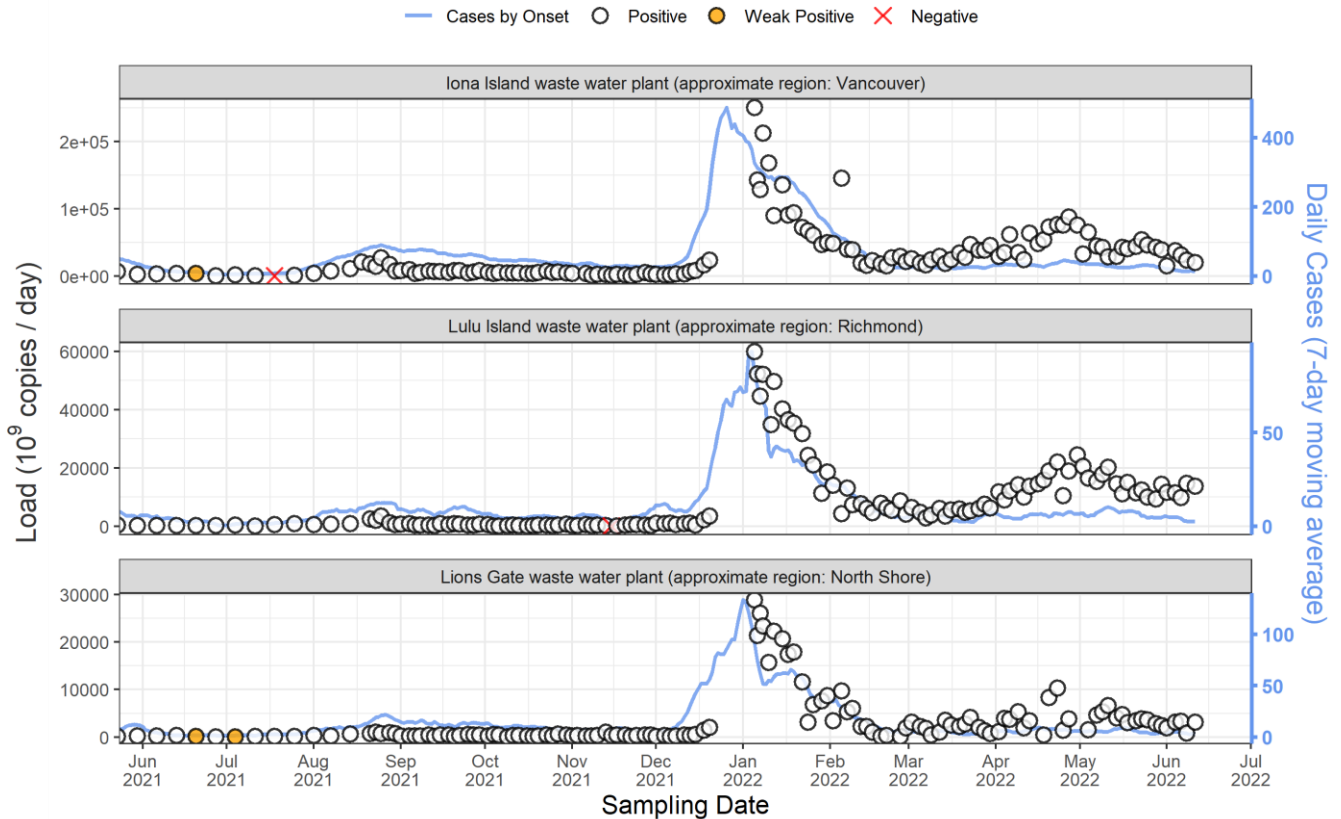 Cases by Onset Positive Weak Positive Negative
Iona Island waste water plant (approximate region: Vancouver)
2e+05
1e+05
0e+00
400
200
0
Lulu Island waste water plant (approximate region: Richmond)
60000
40000
20000
0
50
0
Lions Gate waste water plant (approximate region: North Shore)
30000
20000
10000
0
100
50
0
Load (10⁹ copies / day)
Daily Cases (7-day moving average)
Jun Jul Aug Sep Oct Nov Dec Jan Feb Mar Apr May Jun Jul
2021 2021 2021 2021 2021 2021 2021 2022 2022 2022 2022 2022 2022 2022
Sampling Date